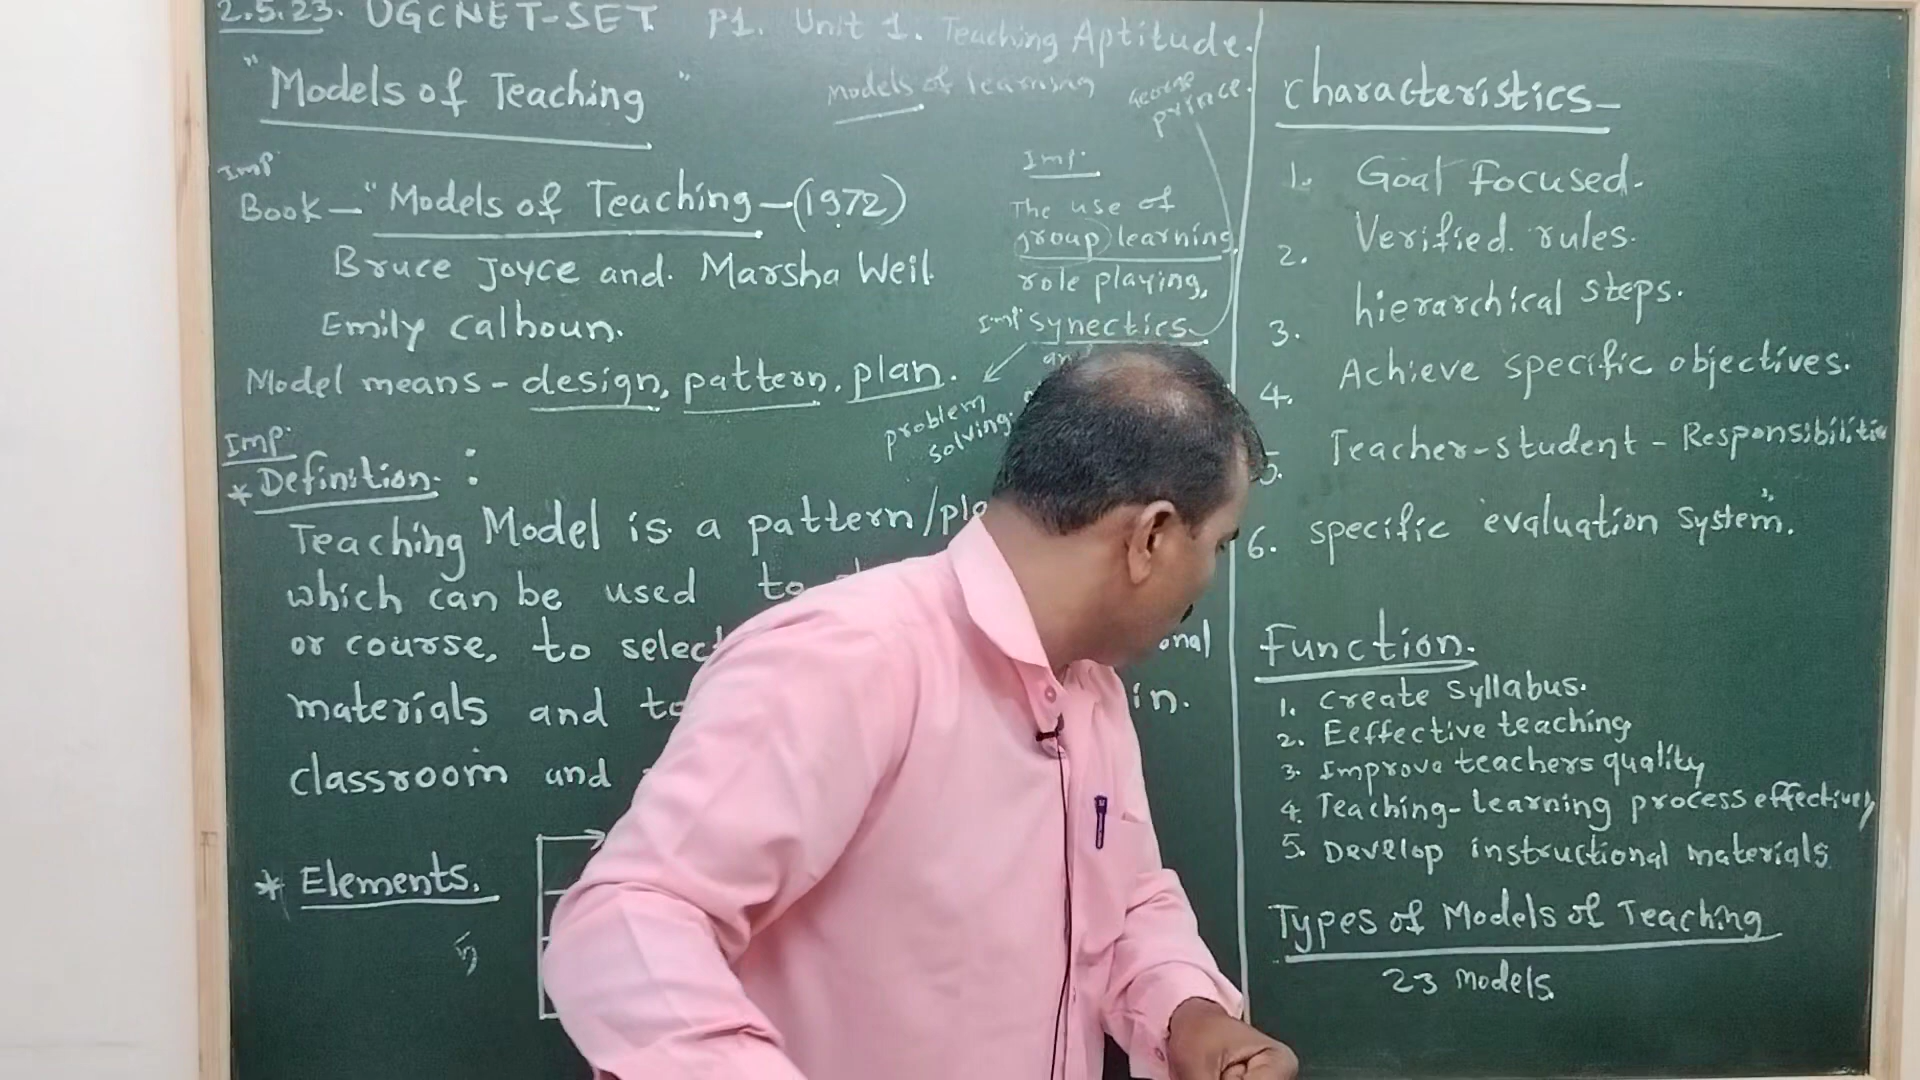 2.5.23. UGCNET-SET P1. Unit 1. Teaching Aptitude.
"Models of Teaching"
models of learning
George prince.
Imp
Book - "Models of Teaching - (1972)
Bruce Joyce and. Marsha Weil
Emily Calhoun.
Model means - design, pattern, plan.
Imp.
The use of
group learning,
role playing,
Imp synectics
problem
solving.
Imp.
* Definition. :
Teaching Model is a pattern/
which can be used to
or course, to select onal
materials and to in.
classroom and
* Elements.
5
Characteristics-
1. Goal focused.
2. Verified. rules.
3. hierarchical steps.
4. Achieve specific objectives.
5. Teacher-student - Responsibilitie
6. specific evaluation system.
Function.
1. Create Syllabus.
2. Eeffective teaching
3. Improve teachers quality
4. Teaching-Learning process effectively
5. Develop instructional materials.
Types of Models of Teaching
23 Models.